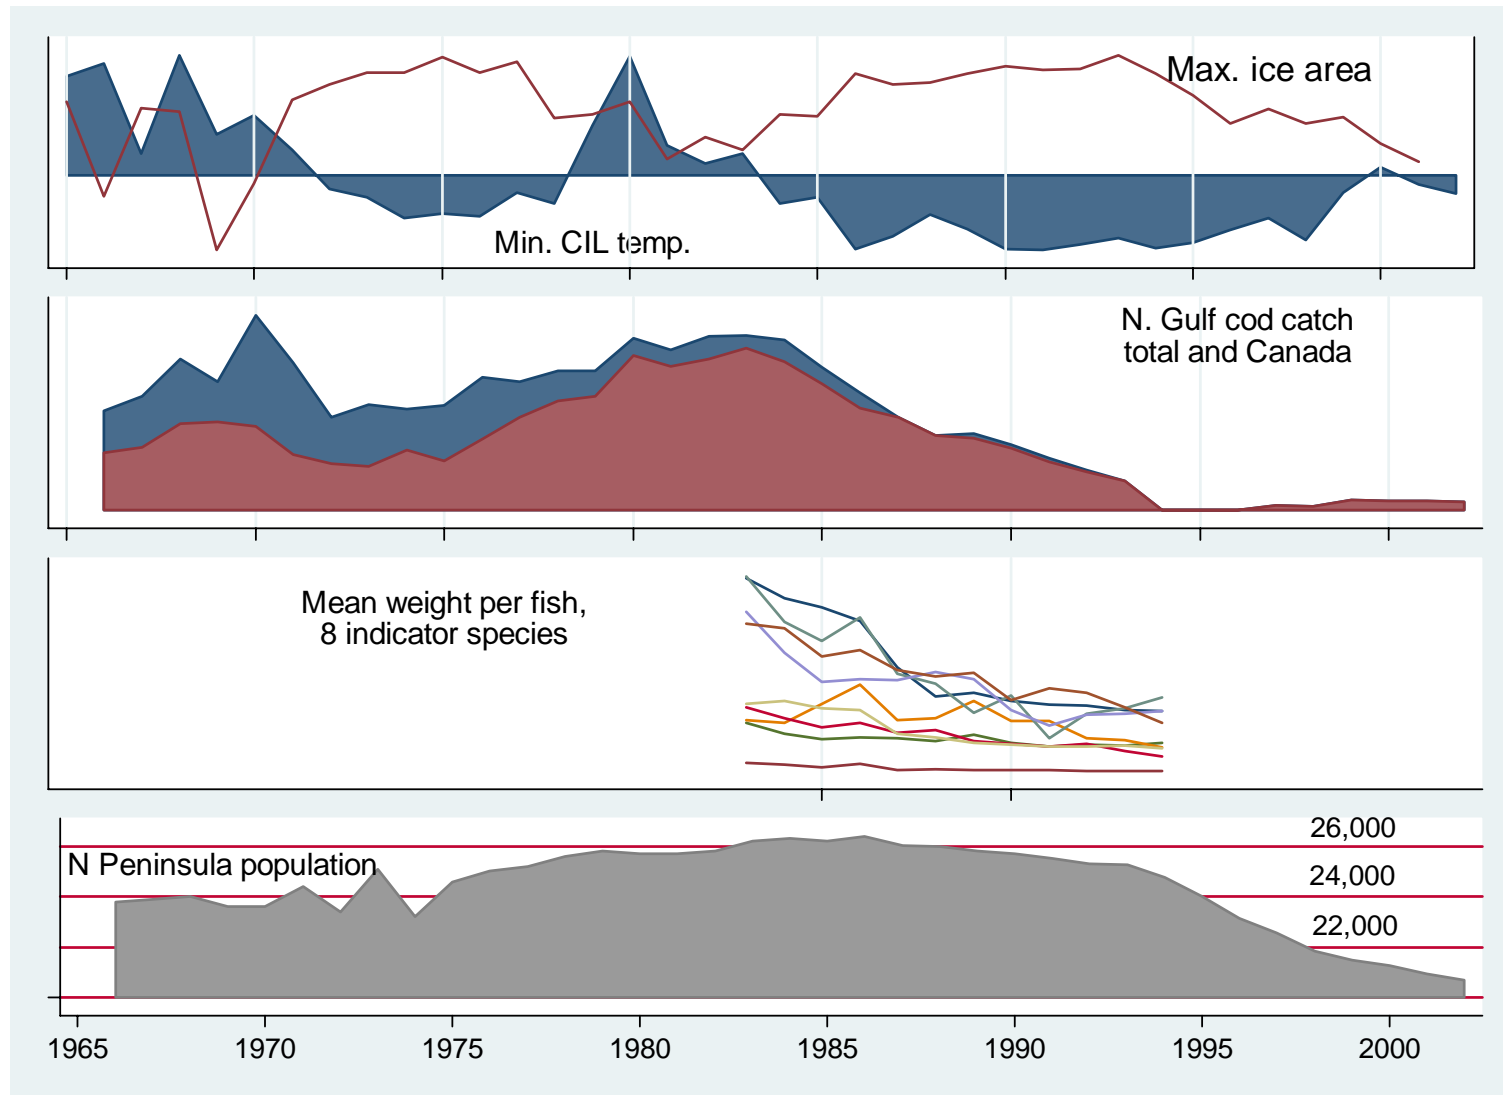 Max. ice area
Min. CIL temp.
N. Gulf cod catch
total and Canada
Mean weight per fish,
8 indicator species
26,000
N Peninsula population
24,000
22,000
1965 1970 1975 1980 1985 1990 1995 2000